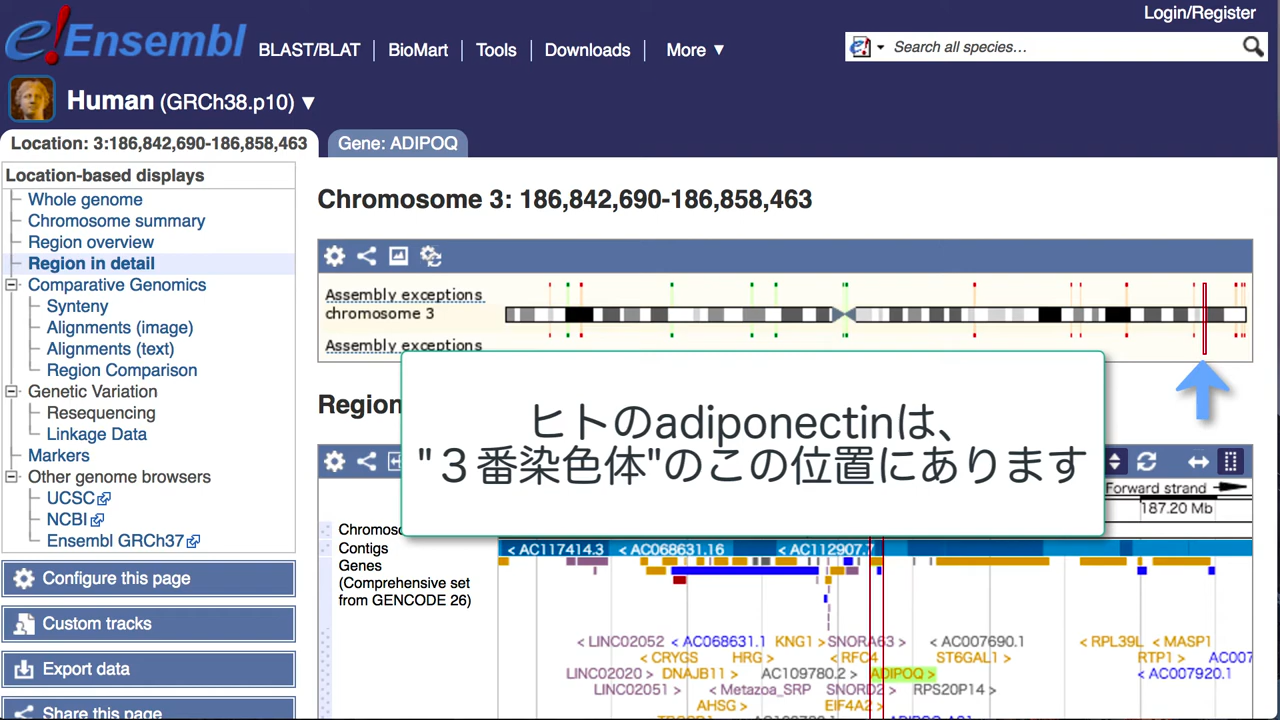 Login/Register
e!Ensembl
BLAST/BLAT
BioMart
Tools
Downloads
More ▼
Search all species…
Human (GRCh38.p10) ▼
Location: 3:186,842,690-186,858,463
Gene: ADIPOQ
Location-based displays
Whole genome
Chromosome summary
Region overview
Region in detail
Comparative Genomics
Synteny
Alignments (image)
Alignments (text)
Region Comparison
Genetic Variation
Resequencing
Linkage Data
Markers
Other genome browsers
UCSC
NCBI
Ensembl GRCh37
Configure this page
Custom tracks
Export data
Share this page
Chromosome 3: 186,842,690-186,858,463
Assembly exceptions
chromosome 3
Assembly exceptions
Region
ヒトのadiponectinは、
"３番染色体"のこの位置にあります
Forward strand
187.20 Mb
Chromoso
Contigs
< AC117414.3 < AC068631.16 < AC112907.7
Genes
(Comprehensive set
from GENCODE 26)
< LINC02052 < AC068631.1 KNG1 > SNORA63 > < AC007690.1 < RPL39L < MASP1
< CRYGS HRG > < RFC4 ST6GAL1 > RTP1 > AC007
LINC02020 > DNAJB11 > AC109780.2 > ADIPOQ > < AC007920.1
LINC02051 > < Metazoa_SRP SNORD2 > RPS20P14 >
AHSG > EIF4A2 >